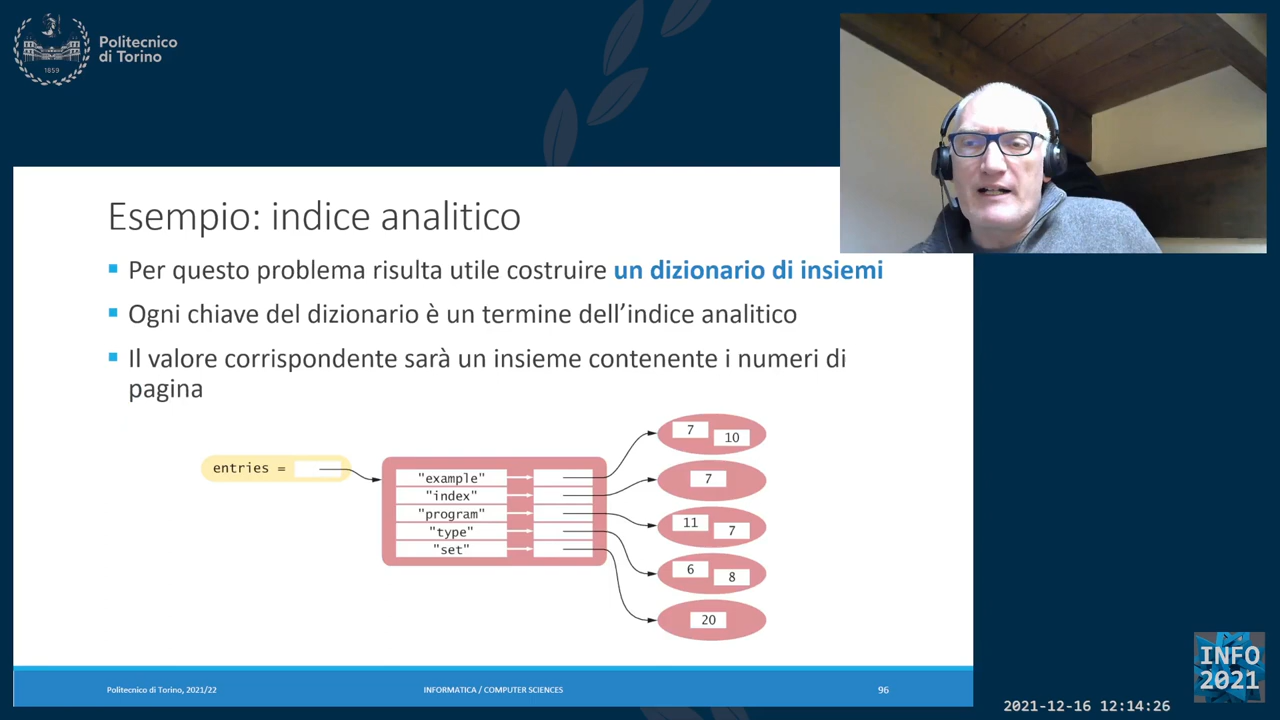 Politecnico
di Torino
1859
Esempio: indice analitico
Per questo problema risulta utile costruire un dizionario di insiemi
Ogni chiave del dizionario è un termine dell’indice analitico
Il valore corrispondente sarà un insieme contenente i numeri di
pagina
entries =
"example"
"index"
"program"
"type"
"set"
7 10
7
11 7
6 8
20
Politecnico di Torino, 2021/22
INFORMATICA / COMPUTER SCIENCES
96
INFO
2021
2021-12-16 12:14:26